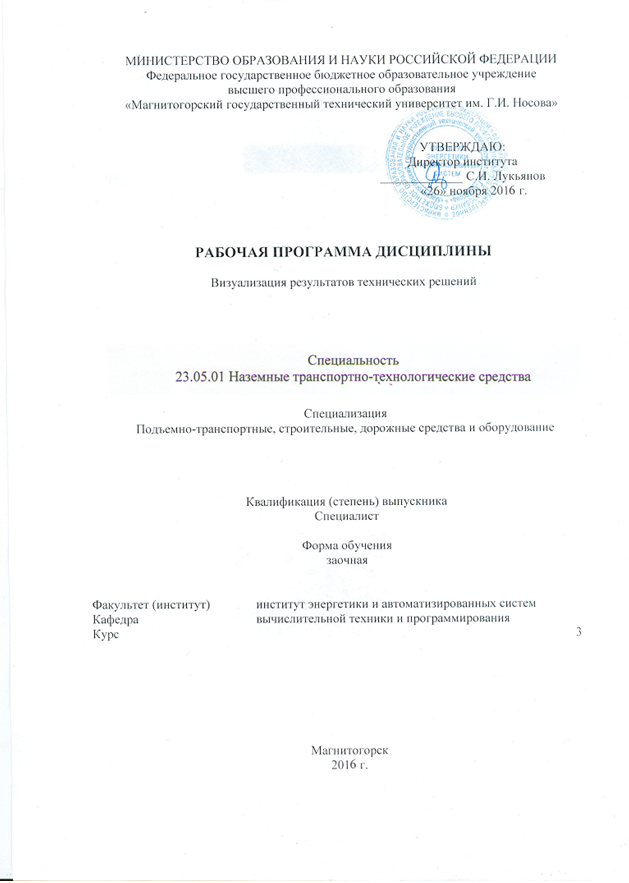 МИНИСТЕРСТВО ОБРАЗОВАНИЯ И НАУКИ РОССИЙСКОЙ ФЕДЕРАЦИИ
Федеральное государственное бюджетное образовательное учреждение
высшего профессионального образования
«Магнитогорский государственный технический университет им. Г.И. Носова»
УТВЕРЖДАЮ:
Директор института
С.И. Лукьянов
«26» ноября 2016 г.
РАБОЧАЯ ПРОГРАММА ДИСЦИПЛИНЫ
Визуализация результатов технических решений
Специальность
23.05.01 Наземные транспортно-технологические средства
Специализация
Подъемно-транспортные, строительные, дорожные средства и оборудование
Квалификация (степень) выпускника
Специалист
Форма обучения
заочная
Факультет (институт) институт энергетики и автоматизированных систем
Кафедра вычислительной техники и программирования
Курс 3
Магнитогорск
2016 г.